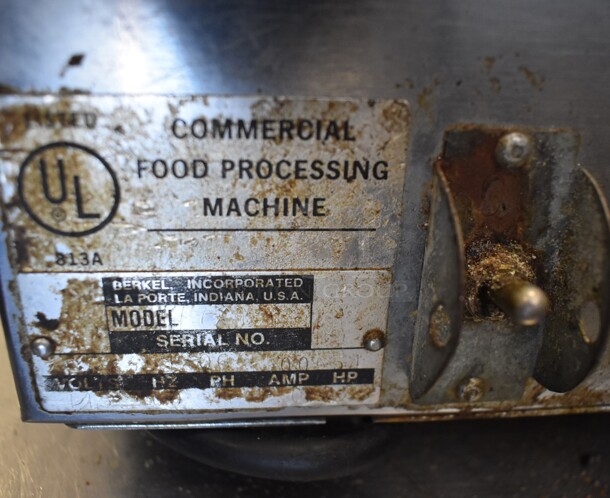 LISTED
UL
®
813A
COMMERCIAL
FOOD PROCESSING
MACHINE
BERKEL, INCORPORATED
LA PORTE, INDIANA, U.S.A.
MODEL
SERIAL NO.
VOLTS HZ PH AMP HP